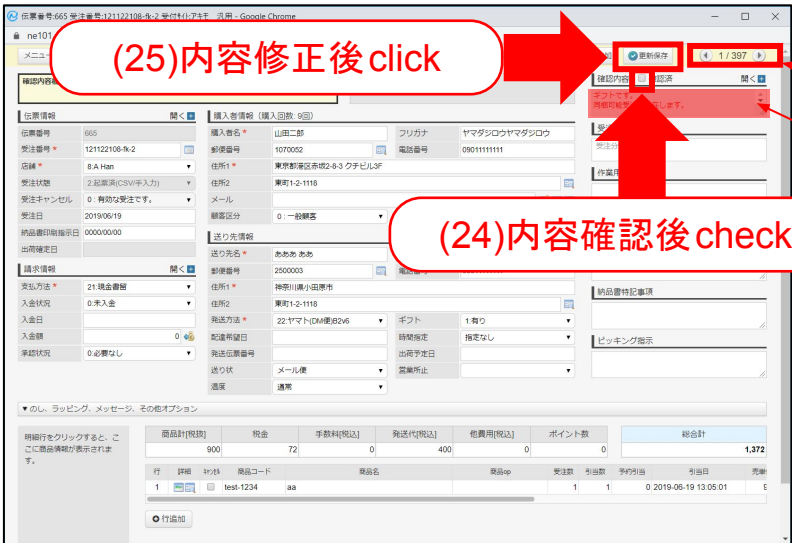 伝票番号:665 受注番号:121122108-fk-2 受付ｷｬﾘ:アキモ 汎用 - Google Chrome
ne101
メニュー
(25)内容修正後click
更新保存
1 / 397
確認内容
確認済
開く
ギフトです。
(24)内容確認後check
伝票情報
開く
伝票番号 665
受注番号 * 121122108-fk-2
店舗 * 8:A Han
受注状態 2:起票済(CSV/手入力)
受注キャンセル 0 : 有効な受注です。
受注日 2019/06/19
納品書印刷指示日 0000/00/00
出荷確定日
請求情報
開く
支払方法 * 21:現金書留
入金状況 0:未入金
入金日
入金額 0
承認状況 0:必要なし
購入者情報（購入回数: 9回）
購入者名 * 山田二郎 フリガナ ヤマダジロウヤマダジロウ
郵便番号 1070052 電話番号 09011111111
住所1 * 東京都港区赤坂2-8-3 クチビル3F
住所2 東町1-2-1118
メール
顧客区分 0 : 一般顧客
送り先情報
送り先名 * あああ ああ
郵便番号 2500003
住所1 * 神奈川県小田原市
住所2 東町1-2-1118
発送方法 * 22:ヤマト(DM便)B2v6 ギフト 1:有り
配達希望日 時間指定 指定なし
発送伝票番号 出荷予定日
送り状 メール便 営業所止
温度 通常
納品書特記事項
ピッキング指示
▼のし、ラッピング、メッセージ、その他オプション
明細行をクリックすると、ここに商品情報が表示されます。
商品計[税抜] 税金 手数料[税込] 発送代[税込] 他費用[税込] ポイント数 総合計
900 72 0 400 0 0 1,372
行 詳細 ｷｬﾝｾﾙ 商品コード 商品名 商品op 受注数 引当数 予約引当 引当日 売単
1 test-1234 aa 1 1 0 2019-06-19 13:05:01 9
行追加